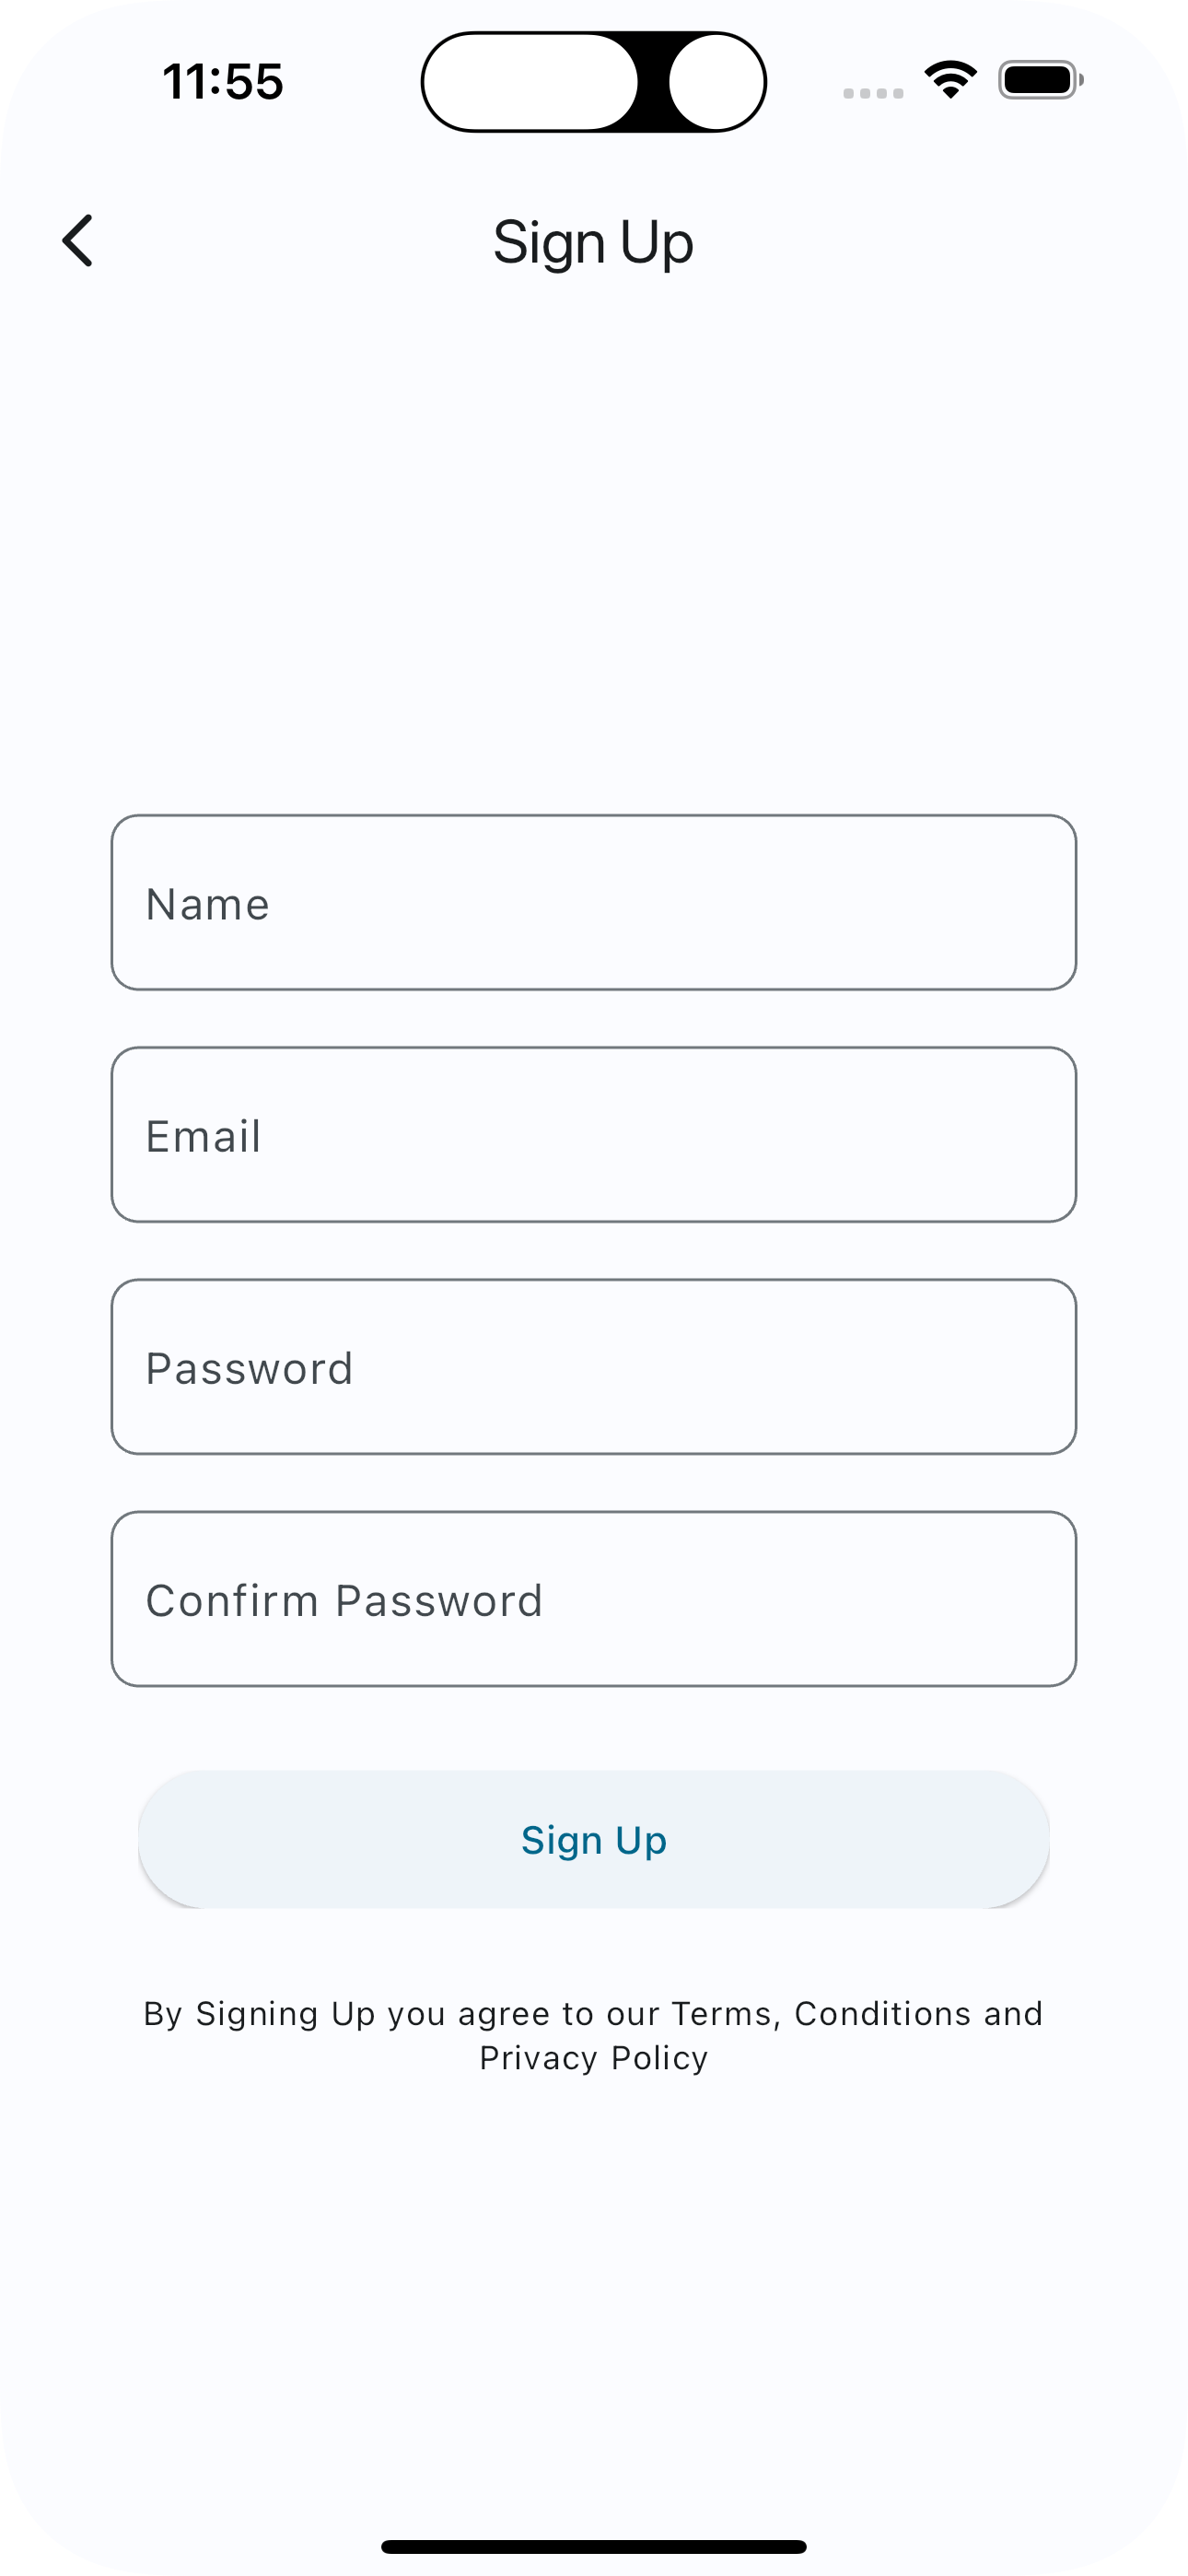 11:55
Sign Up
Name
Email
Password
Confirm Password
Sign Up
By Signing Up you agree to our Terms, Conditions and
Privacy Policy